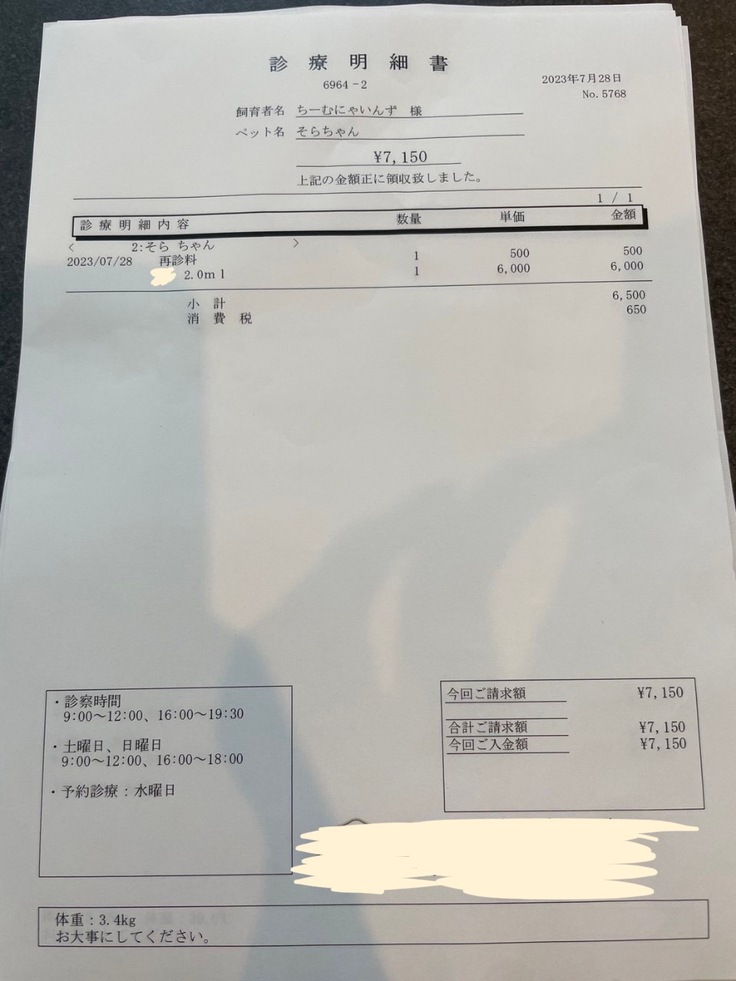 診療明細書
6964-2
2023年7月28日
No.5768
飼育者名 ちーむにゃいんず 様
ペット名 そらちゃん
¥7,150
上記の金額正に領収致しました。
1 / 1
診療明細内容 数量 単価 金額
< 2:そら ちゃん >
2023/07/28 再診料 1 500 500
2.0ml 1 6,000 6,000
小 計 6,500
消 費 税 650
・診察時間
9:00～12:00、16:00～19:30
・土曜日、日曜日
9:00～12:00、16:00～18:00
・予約診療：水曜日
今回ご請求額 ¥7,150
合計ご請求額 ¥7,150
今回ご入金額 ¥7,150
体重：3.4kg
お大事にしてください。